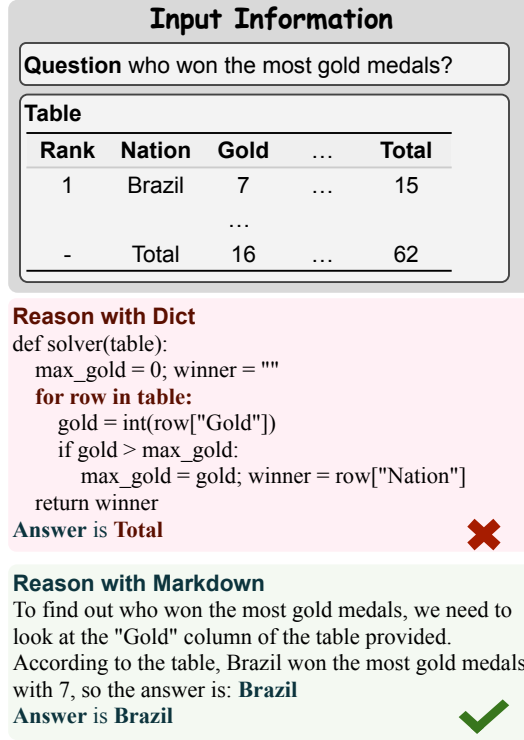 Input Information
Question who won the most gold medals?
Table
Rank Nation Gold … Total
1 Brazil 7 … 15
…
- Total 16 … 62
Reason with Dict
def solver(table):
max_gold = 0; winner = ""
for row in table:
gold = int(row["Gold"])
if gold > max_gold:
max_gold = gold; winner = row["Nation"]
return winner
Answer is Total
Reason with Markdown
To find out who won the most gold medals, we need to
look at the "Gold" column of the table provided.
According to the table, Brazil won the most gold medals
with 7, so the answer is: Brazil
Answer is Brazil